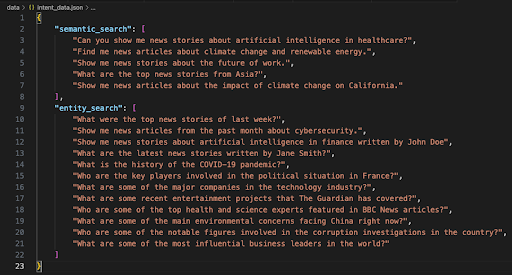 data > intent_data.json > ...
1 {
2 "semantic_search": [
3 "Can you show me news stories about artificial intelligence in healthcare?",
4 "Find me news articles about climate change and renewable energy.",
5 "Show me news stories about the future of work.",
6 "What are the top news stories from Asia?",
7 "Show me news articles about the impact of climate change on California."
8 ],
9 "entity_search": [
10 "What were the top news stories of last week?",
11 "Show me news articles from the past month about cybersecurity.",
12 "Show me news stories about artificial intelligence in finance written by John Doe",
13 "What are the latest news stories written by Jane Smith?",
14 "What is the history of the COVID-19 pandemic?",
15 "Who are the key players involved in the political situation in France?",
16 "What are some of the major companies in the technology industry?",
17 "What are some recent entertainment projects that The Guardian has covered?",
18 "Who are some of the top health and science experts featured in BBC News articles?",
19 "What are some of the main environmental concerns facing China right now?",
20 "Who are some of the notable figures involved in the corruption investigations in the country?",
21 "What are some of the most influential business leaders in the world?"
22 ]
23 }